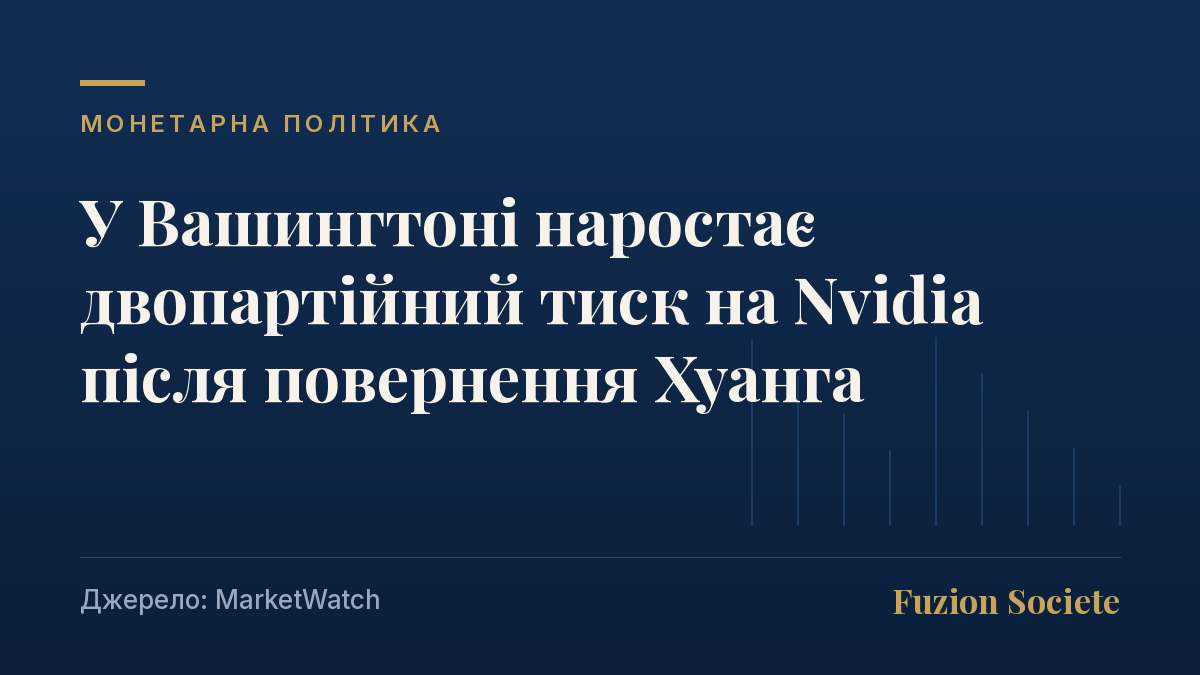 МОНЕТАРНА ПОЛІТИКА
У Вашингтоні наростає
двопартійний тиск на Nvidia
після повернення Хуанга
Джерело: MarketWatch
Fuzion Societe